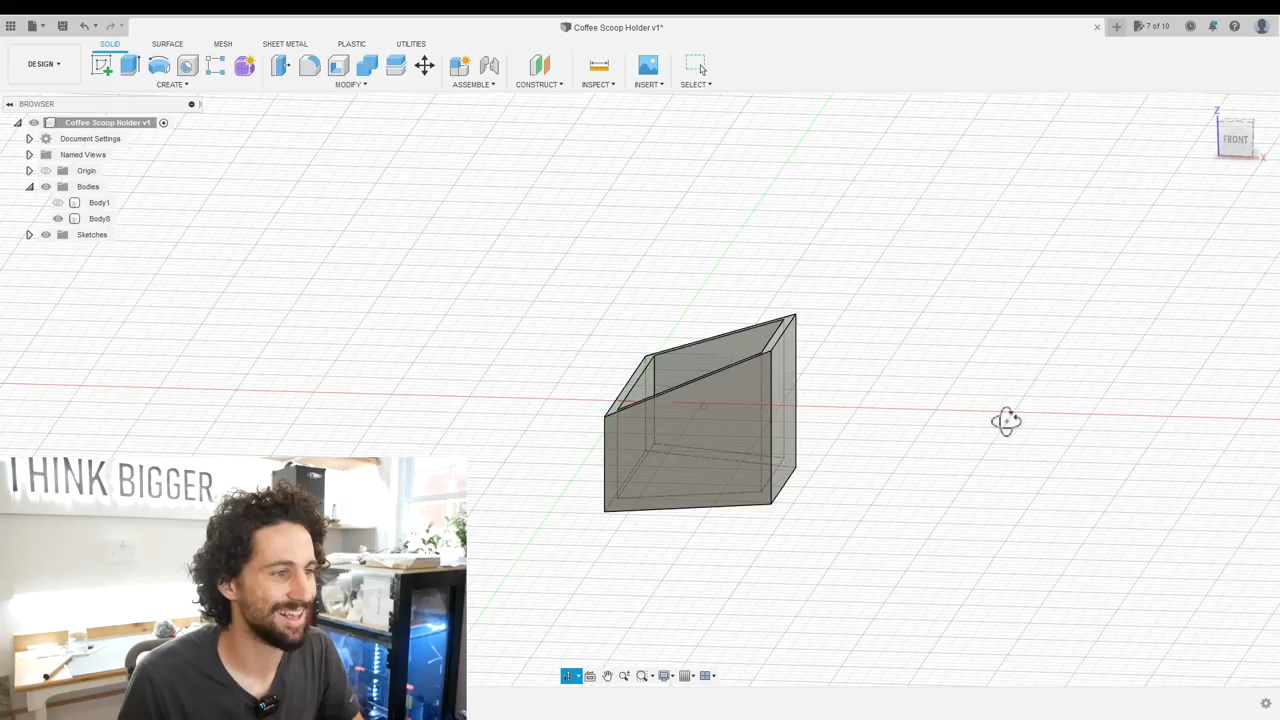 Coffee Scoop Holder v1*
7 of 10
SOLID SURFACE MESH SHEET METAL PLASTIC UTILITIES
DESIGN
CREATE MODIFY ASSEMBLE CONSTRUCT INSPECT INSERT SELECT
BROWSER
Coffee Scoop Holder v1
Document Settings
Named Views
Origin
Bodies
Body1
Body8
Sketches
Z
FRONT
X
THINK BIGGER